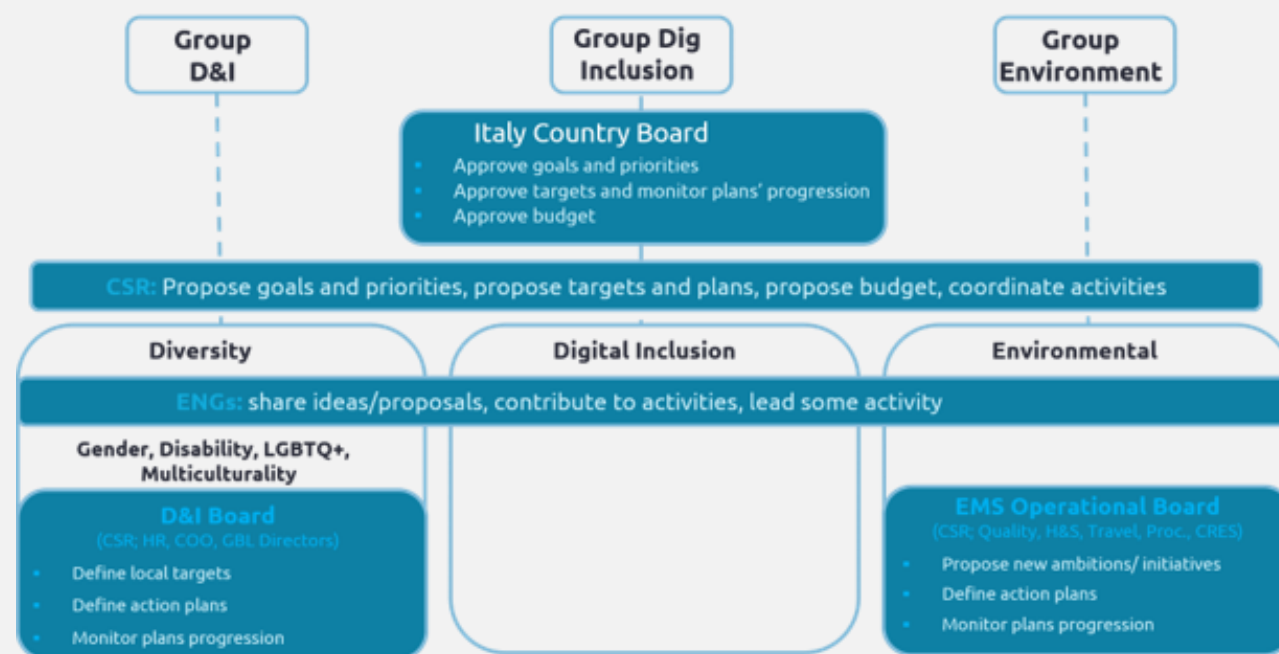 Group
D&I
Group Dig
Inclusion
Group
Environment
Italy Country Board
• Approve goals and priorities
• Approve targets and monitor plans' progression
• Approve budget
CSR: Propose goals and priorities, propose targets and plans, propose budget, coordinate activities
Diversity
Digital Inclusion
Environmental
ENGs: share ideas/proposals, contribute to activities, lead some activity
Gender, Disability, LGBTQ+,
Multiculturality
D&I Board
(CSR; HR, COO, GBL Directors)
• Define local targets
• Define action plans
• Monitor plans progression
EMS Operational Board
(CSR; Quality, H&S, Travel, Proc., CRES)
• Propose new ambitions/ initiatives
• Define action plans
• Monitor plans progression